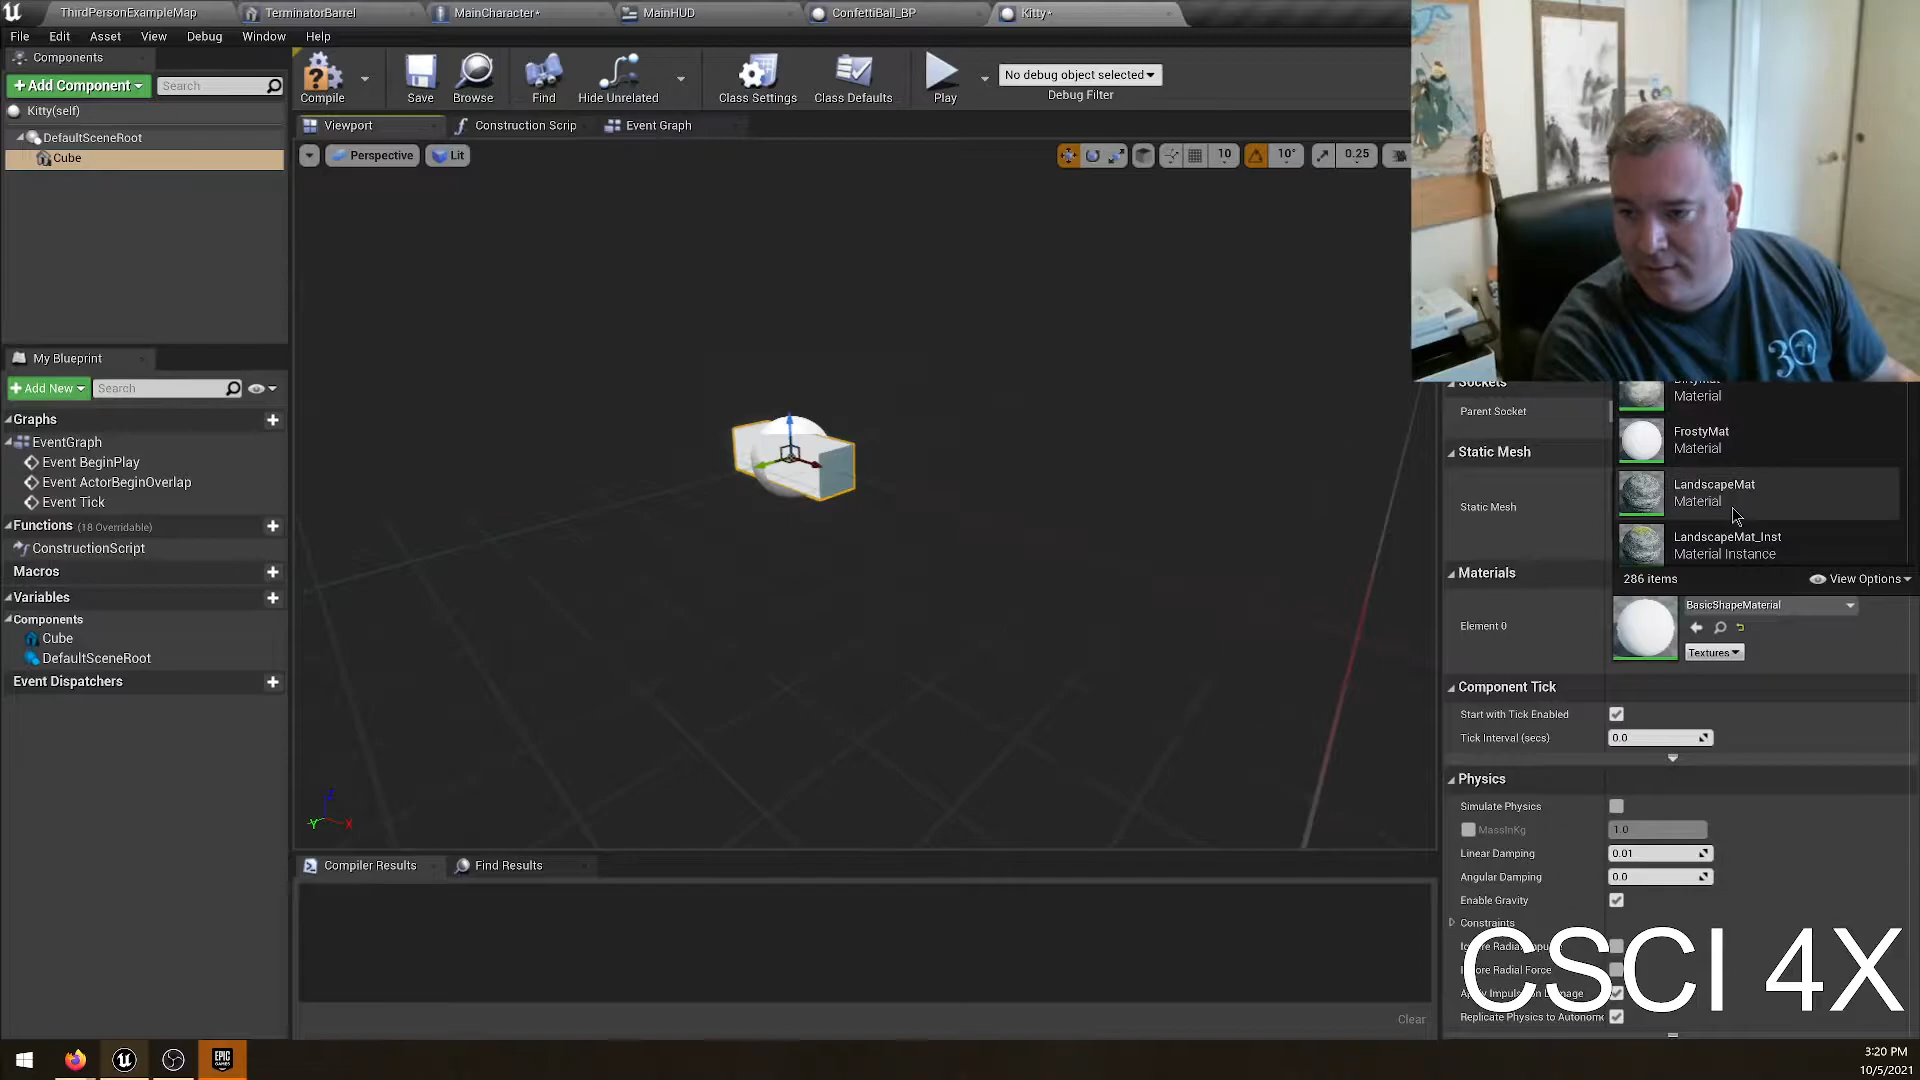 ThirdPersonExampleMap
TerminatorBarrel
MainCharacter*
MainHUD
ConfettiBall_BP
Kitty*
File Edit Asset View Debug Window Help
Components
+ Add Component
Search
Compile
Save
Browse
Find
Hide Unrelated
Class Settings
Class Defaults
Play
No debug object selected
Debug Filter
Kitty(self)
DefaultSceneRoot
Cube
Viewport
Construction Scrip
Event Graph
Perspective
Lit
10
10°
0.25
My Blueprint
+ Add New
Search
Graphs
EventGraph
Event BeginPlay
Event ActorBeginOverlap
Event Tick
Functions (18 Overridable)
ConstructionScript
Macros
Variables
Components
Cube
DefaultSceneRoot
Event Dispatchers
Z
Y
X
Compiler Results
Find Results
Clear
30
Sockets
Parent Socket
Static Mesh
Static Mesh
Material
FrostyMat
Material
LandscapeMat
Material
LandscapeMat_Inst
Material Instance
286 items
View Options
Materials
Element 0
BasicShapeMaterial
Textures
Component Tick
Start with Tick Enabled
Tick Interval (secs)
0.0
Physics
Simulate Physics
MassInKg
1.0
Linear Damping
0.01
Angular Damping
0.0
Enable Gravity
Constraints
Radial Force
Replicate Physics to Autonom
CSCI 4X
EPIC
GAMES
3:20 PM
10/5/2021